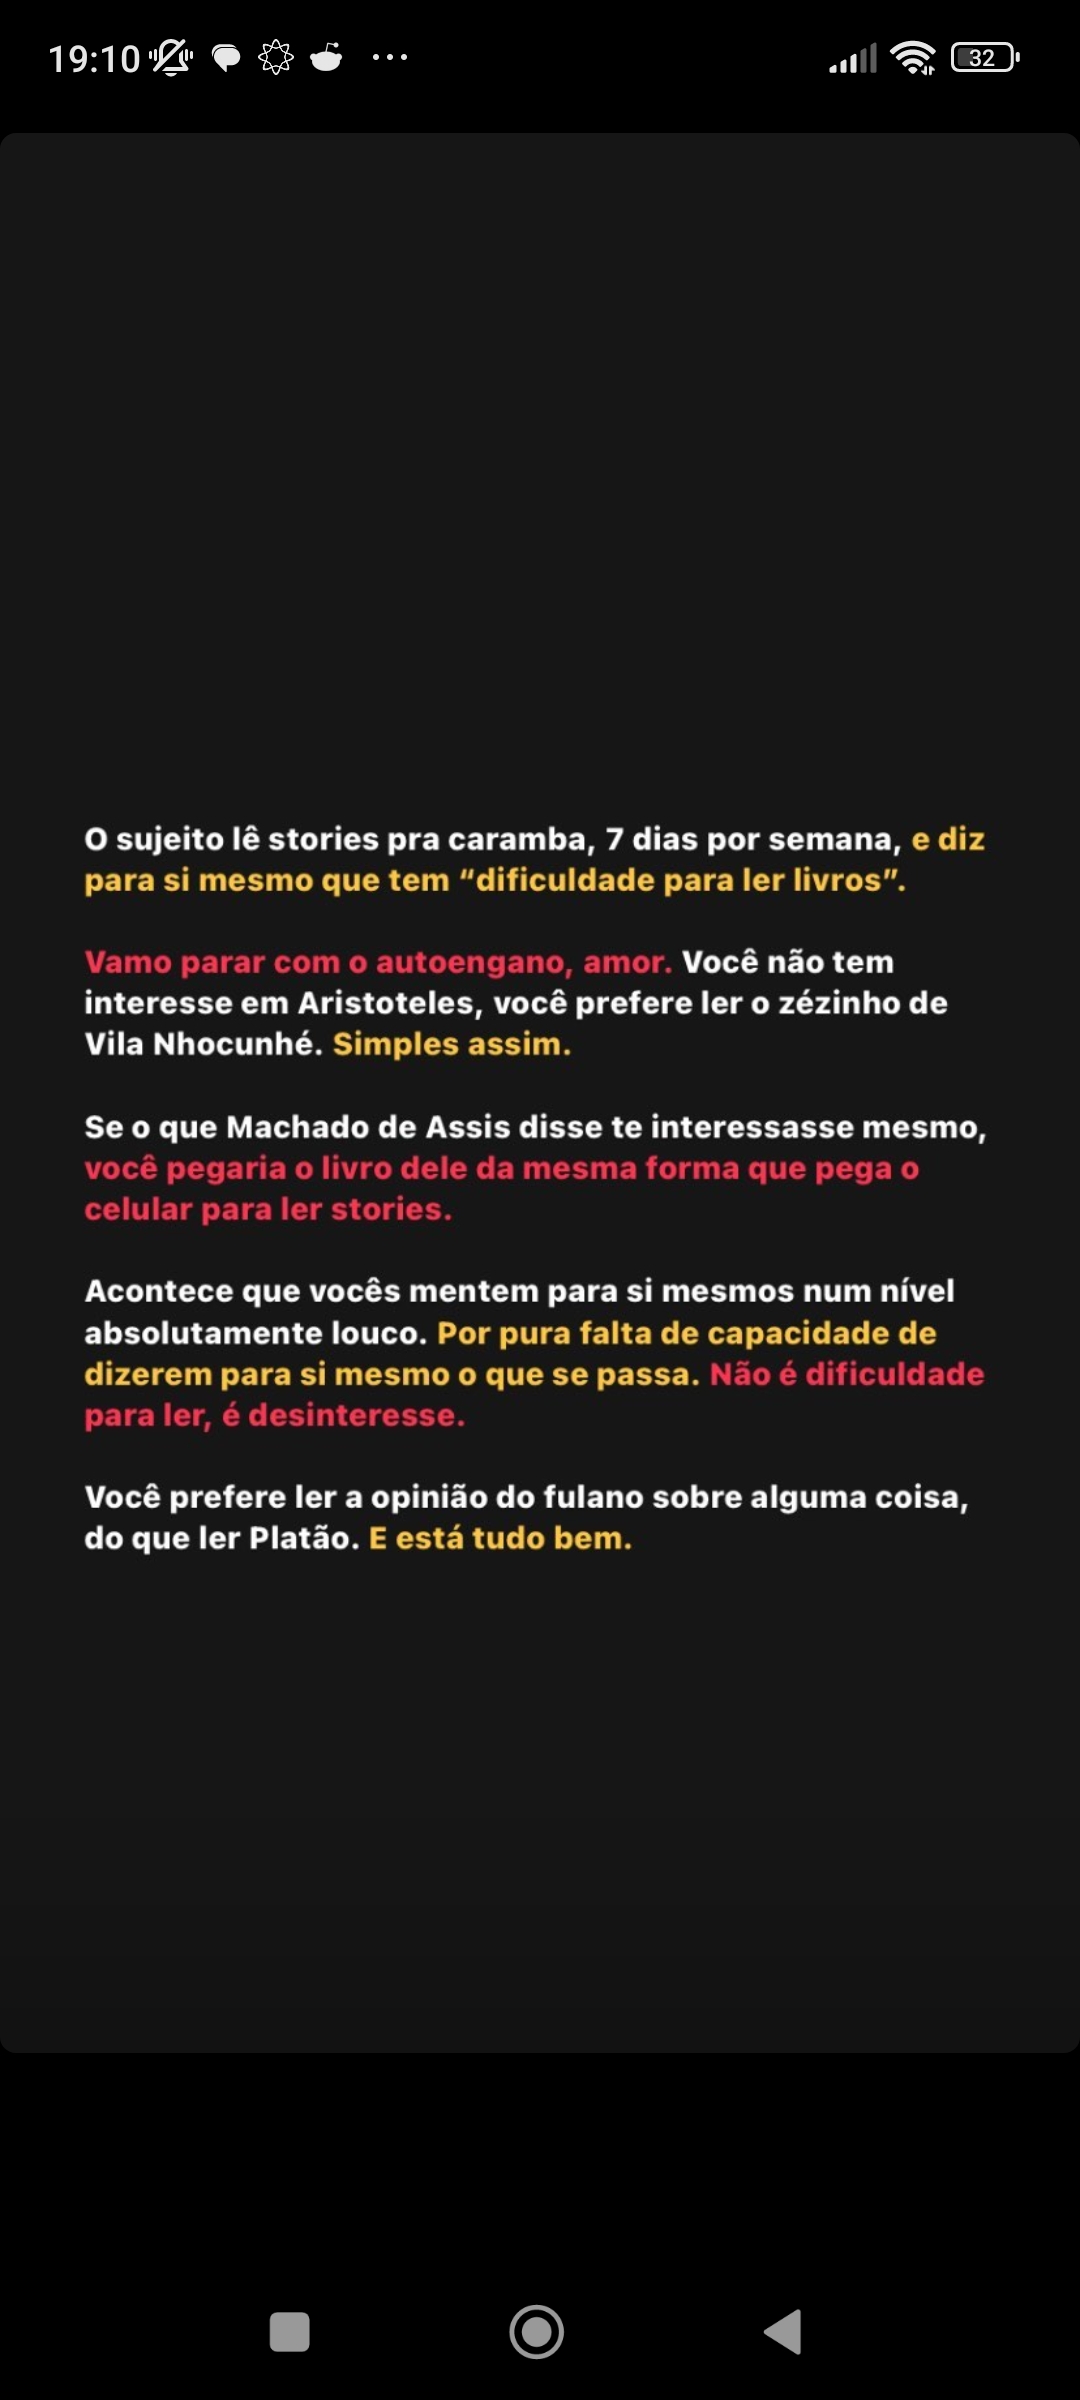 19:10
32
O sujeito lê stories pra caramba, 7 dias por semana, e diz
para si mesmo que tem “dificuldade para ler livros”.
Vamo parar com o autoengano, amor. Você não tem
interesse em Aristoteles, você prefere ler o zézinho de
Vila Nhocunhé. Simples assim.
Se o que Machado de Assis disse te interessasse mesmo,
você pegaria o livro dele da mesma forma que pega o
celular para ler stories.
Acontece que vocês mentem para si mesmos num nível
absolutamente louco. Por pura falta de capacidade de
dizerem para si mesmo o que se passa. Não é dificuldade
para ler, é desinteresse.
Você prefere ler a opinião do fulano sobre alguma coisa,
do que ler Platão. E está tudo bem.